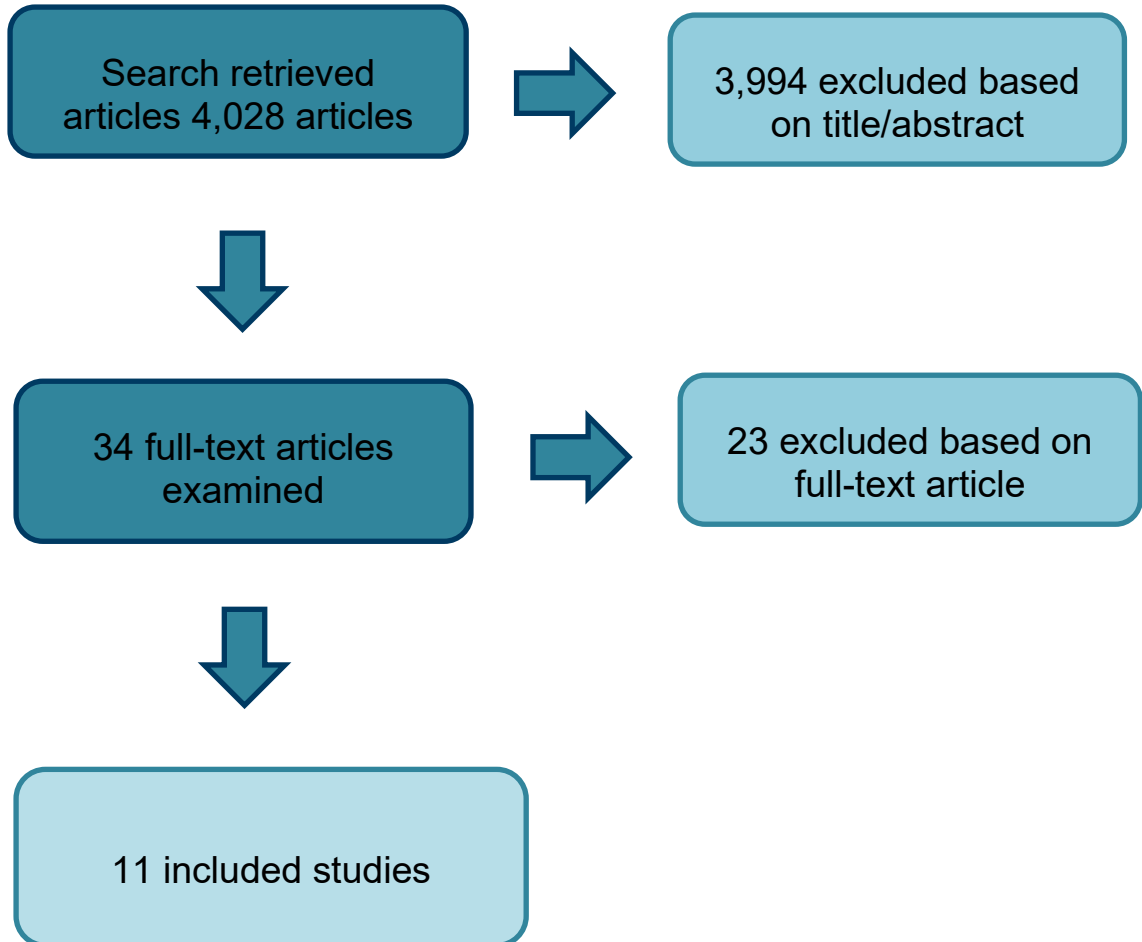 Search retrieved
articles 4,028 articles
3,994 excluded based
on title/abstract
34 full-text articles
examined
23 excluded based on
full-text article
11 included studies